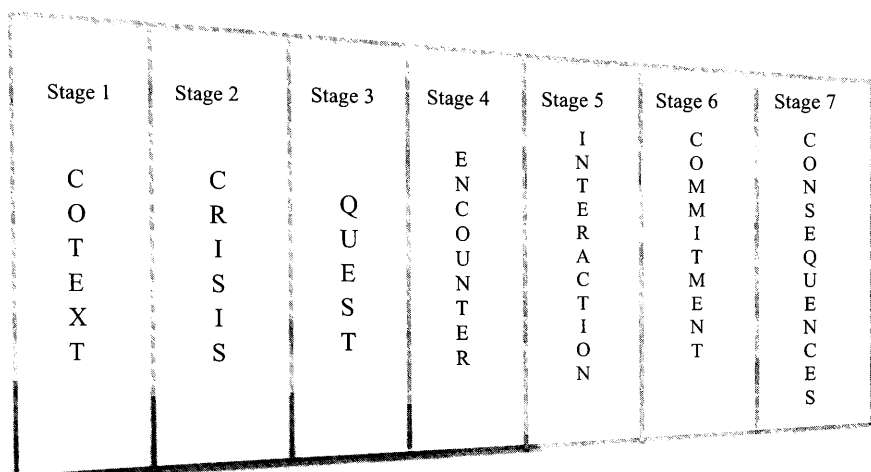 Stage 1
COTEXT
Stage 2
CRISIS
Stage 3
QUEST
Stage 4
ENCOUNTER
Stage 5
INTERACTION
Stage 6
COMMITMENT
Stage 7
CONSEQUENCES